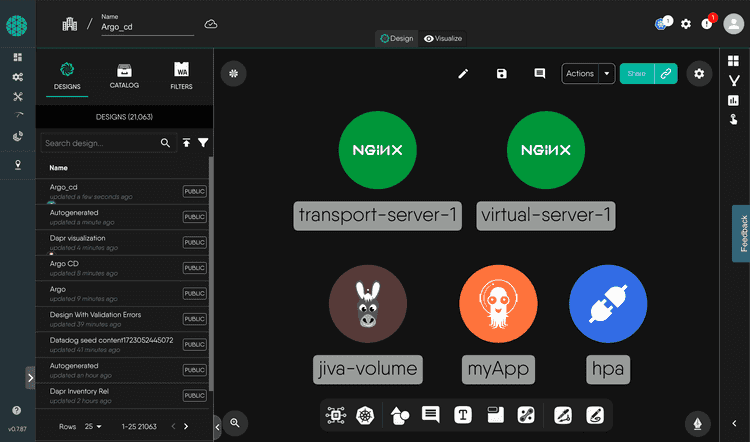 Name
Argo_cd
1
1
Design
Visualize
DESIGNS
CATALOG
WA
FILTERS
Actions
Share
DESIGNS (21,063)
Search design...
Name
Argo_cd
updated a few seconds ago
PUBLIC
Autogenerated
updated a minute ago
PUBLIC
Dapr visualization
updated 4 minutes ago
PUBLIC
Argo CD
updated 8 minutes ago
PUBLIC
Argo
updated 9 minutes ago
PUBLIC
Design With Validation Errors
updated 39 minutes ago
PUBLIC
Datadog seed content1723052445072
updated 41 minutes ago
PUBLIC
Autogenerated
updated an hour ago
PUBLIC
Dapr Inventory Rel
updated 2 hours ago
PUBLIC
Rows 25 1-25 21063
v0.7.87
NGINX
NGINX
transport-server-1
virtual-server-1
jiva-volume
myApp
hpa
T
Feedback